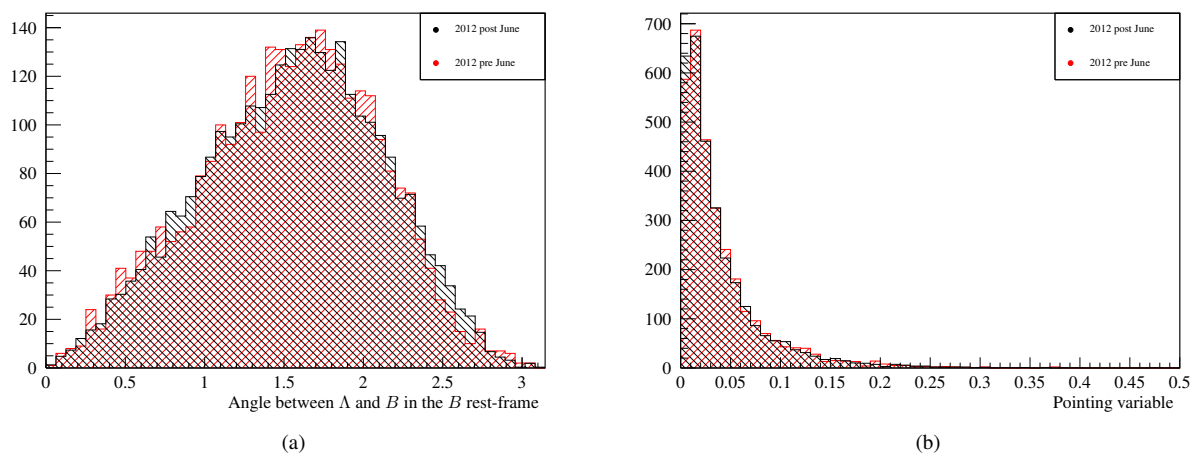 140
120
100
80
60
40
20
0
0 0.5 1 1.5 2 2.5 3
Angle between Λ and B in the B rest-frame
2012 post June
2012 pre June
(a)
700
600
500
400
300
200
100
0
0 0.05 0.1 0.15 0.2 0.25 0.3 0.35 0.4 0.45 0.5
Pointing variable
2012 post June
2012 pre June
(b)